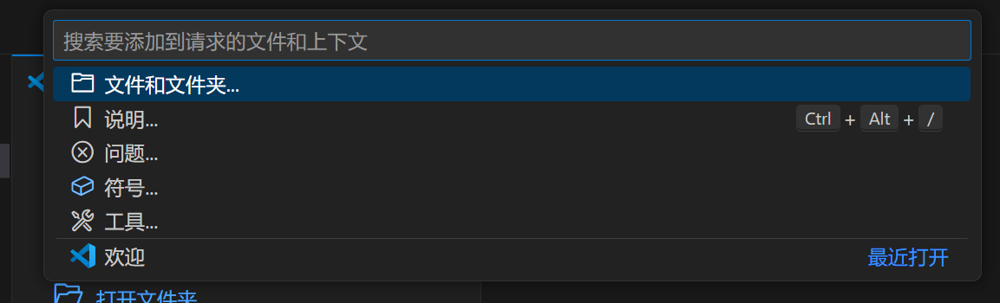 搜索要添加到请求的文件和上下文
文件和文件夹...
说明... Ctrl + Alt + /
问题...
符号...
工具...
欢迎 最近打开
打开文件夹